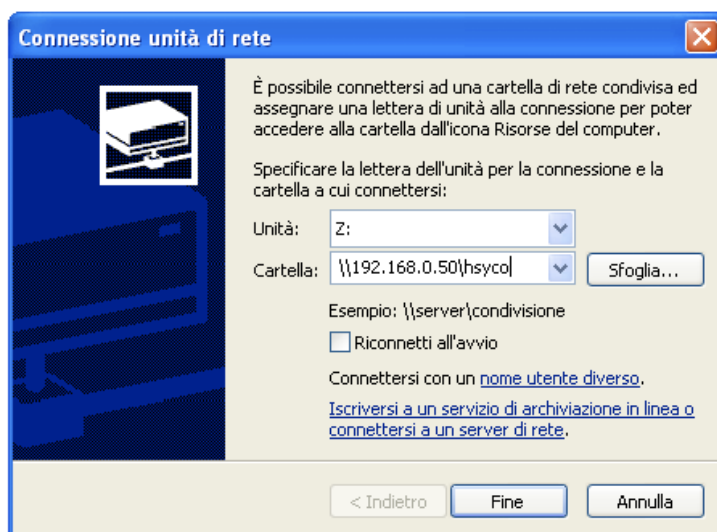 Connessione unità di rete
È possibile connettersi ad una cartella di rete condivisa ed
assegnare una lettera di unità alla connessione per poter
accedere alla cartella dall'icona Risorse del computer.
Specificare la lettera dell'unità per la connessione e la
cartella a cui connettersi:
Unità: Z:
Cartella: \\192.168.0.50\hsyco Sfoglia...
Esempio: \\server\condivisione
Riconnetti all'avvio
Connettersi con un nome utente diverso.
Iscriversi a un servizio di archiviazione in linea o
connettersi a un server di rete.
< Indietro Fine Annulla